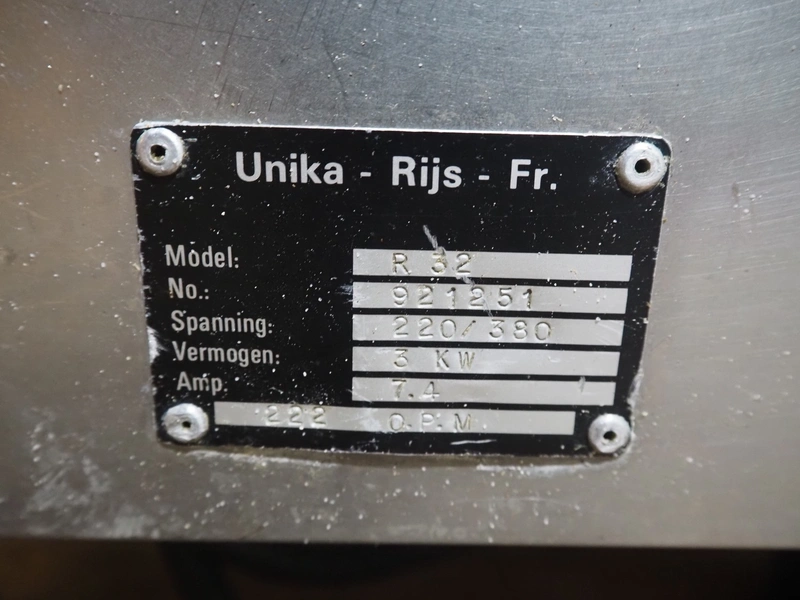 Unika - Rijs - Fr.
Model: R 32
No.: 921251
Spanning: 220/380
Vermogen: 3 KW
Amp. 7.4
222 O.P.M.